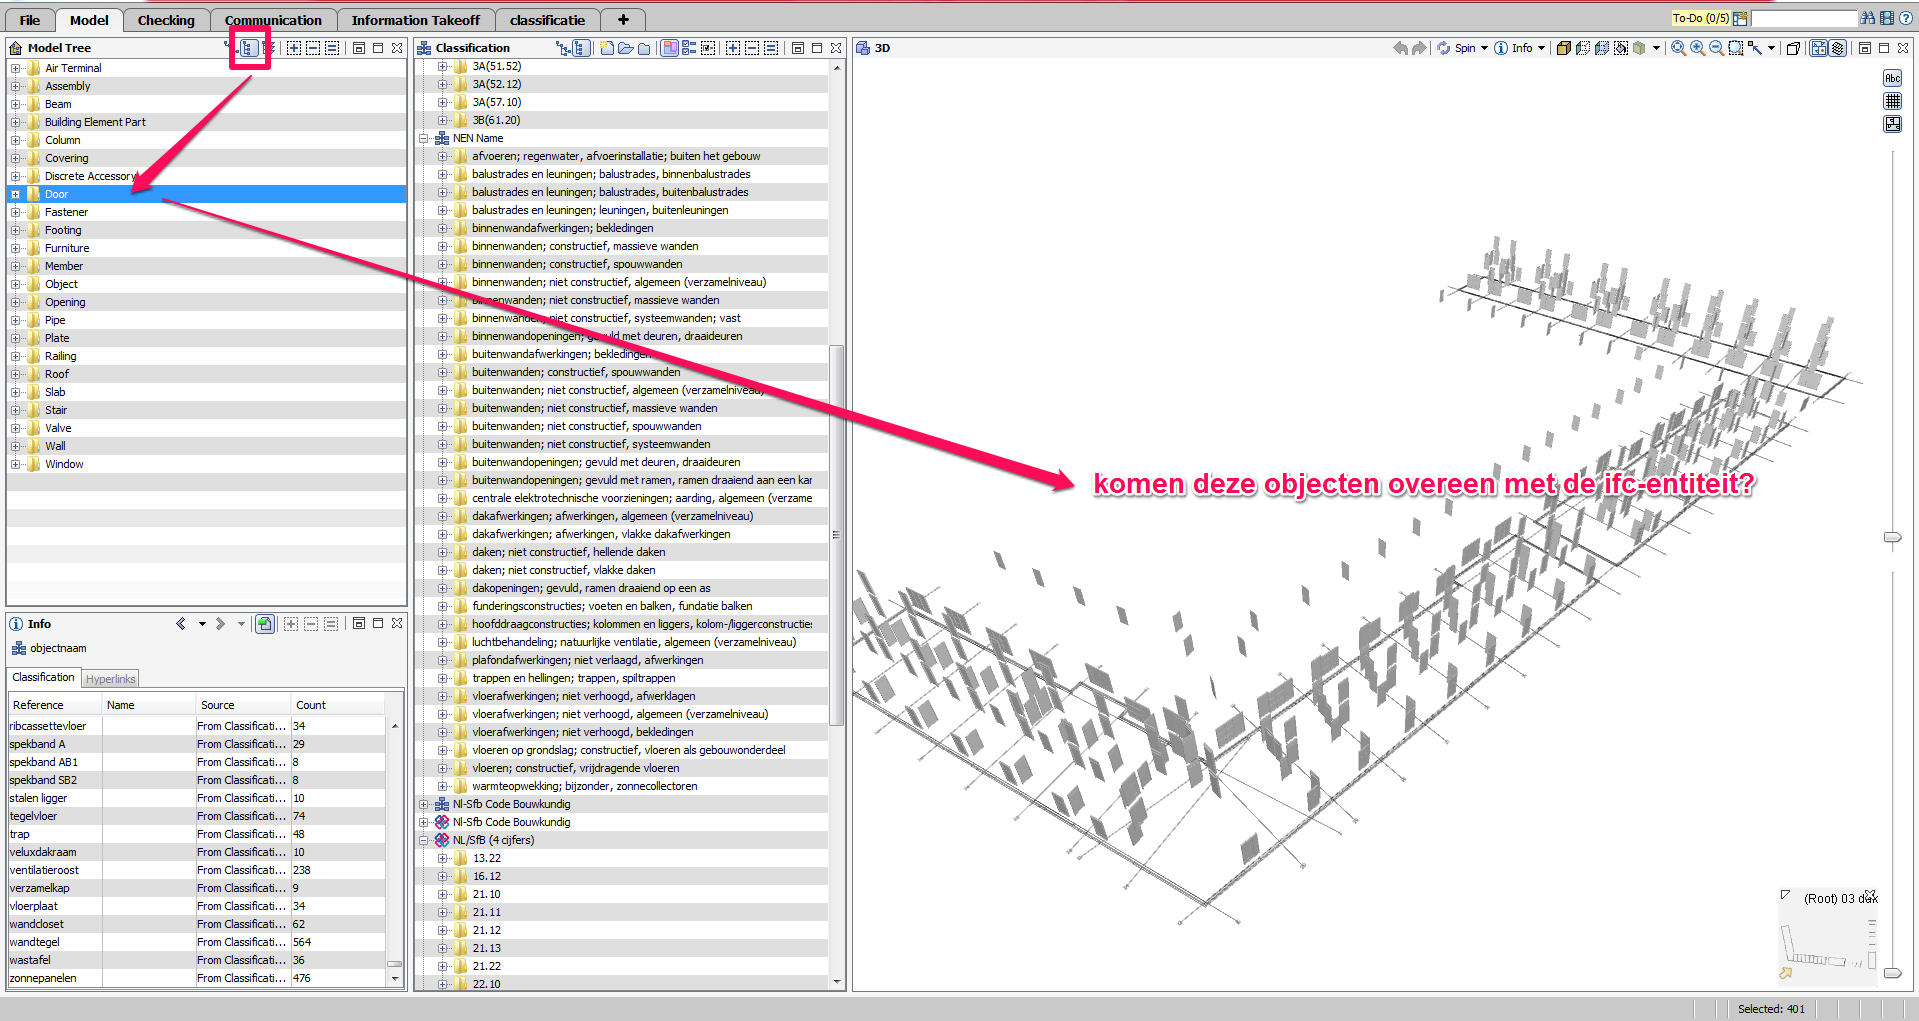 File
Model
Checking
Communication
Information Takeoff
classificatie
+
To-Do (0/5)
Model Tree
Air Terminal
Assembly
Beam
Building Element Part
Column
Covering
Discrete Accessory
Door
Fastener
Footing
Furniture
Member
Object
Opening
Pipe
Plate
Railing
Roof
Slab
Stair
Valve
Wall
Window
Info
objectnaam
Classification
Hyperlinks
Reference Name Source Count
ribcassettevloer From Classificati... 34
spekband A From Classificati... 29
spekband AB1 From Classificati... 8
spekband SB2 From Classificati... 8
stalen ligger From Classificati... 10
tegelvloer From Classificati... 74
trap From Classificati... 48
veluxdakraam From Classificati... 10
ventilatieroost From Classificati... 238
verzamelkap From Classificati... 9
vloerplaat From Classificati... 34
wandcloset From Classificati... 62
wandtegel From Classificati... 564
wastafel From Classificati... 36
zonnepanelen From Classificati... 476
Classification
3A(51.52)
3A(52.12)
3A(57.10)
3B(61.20)
NEN Name
afvoeren; regenwater, afvoerinstallatie; buiten het gebouw
balustrades en leuningen; balustrades, binnenbalustrades
balustrades en leuningen; balustrades, buitenbalustrades
balustrades en leuningen; leuningen, buitenleuningen
binnenwandafwerkingen; bekledingen
binnenwanden; constructief, massieve wanden
binnenwanden; constructief, spouwwanden
binnenwanden; niet constructief, algemeen (verzamelniveau)
binnenwanden; niet constructief, massieve wanden
binnenwanden; niet constructief, systeemwanden; vast
binnenwandopeningen; gevuld met deuren, draaideuren
buitenwandafwerkingen; bekledingen
buitenwanden; constructief, spouwwanden
buitenwanden; niet constructief, algemeen (verzamelniveau)
buitenwanden; niet constructief, massieve wanden
buitenwanden; niet constructief, spouwwanden
buitenwanden; niet constructief, systeemwanden
buitenwandopeningen; gevuld met deuren, draaideuren
buitenwandopeningen; gevuld met ramen, ramen draaiend aan een kar
centrale elektrotechnische voorzieningen; aarding, algemeen (verzame
dakafwerkingen; afwerkingen, algemeen (verzamelniveau)
dakafwerkingen; afwerkingen, vlakke dakafwerkingen
daken; niet constructief, hellende daken
daken; niet constructief, vlakke daken
dakopeningen; gevuld, ramen draaiend op een as
funderingsconstructies; voeten en balken, fundatie balken
hoofddraagconstructies; kolommen en liggers, kolom-/liggerconstructies
luchtbehandeling; natuurlijke ventilatie, algemeen (verzamelniveau)
plafondafwerkingen; niet verlaagd, afwerkingen
trappen en hellingen; trappen, spiltrappen
vloerafwerkingen; niet verhoogd, afwerklagen
vloerafwerkingen; niet verhoogd, algemeen (verzamelniveau)
vloerafwerkingen; niet verhoogd, bekledingen
vloeren op grondslag; constructief, vloeren als gebouwonderdeel
vloeren; constructief, vrijdragende vloeren
warmteopwekking; bijzonder, zonnecollectoren
Nl-Sfb Code Bouwkundig
Nl-Sfb Code Bouwkundig
NL/SfB (4 cijfers)
13.22
16.12
21.10
21.11
21.12
21.13
21.22
22.10
3D
Spin
Info
Abc
komen deze objecten overeen met de ifc-entiteit?
(Root) 03 dak
Selected: 401